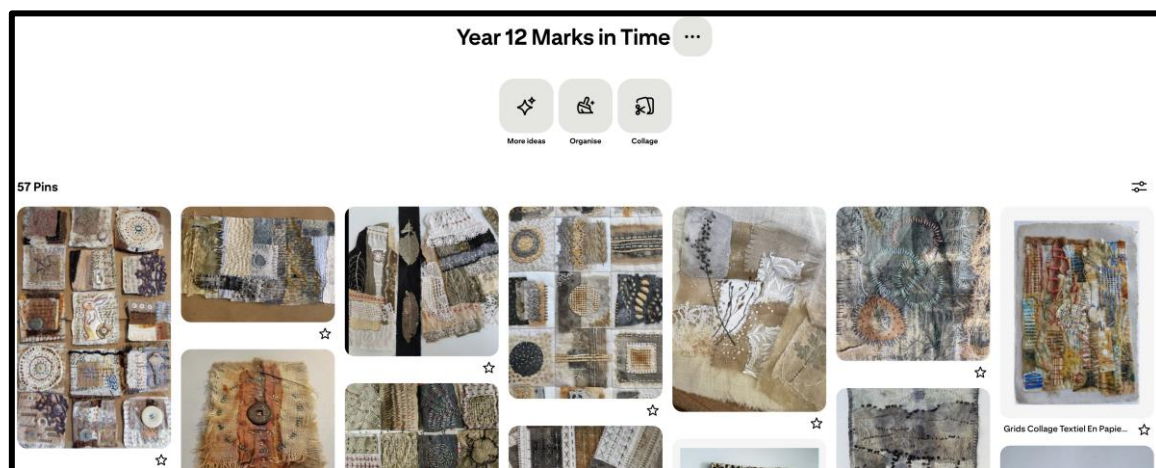 Year 12 Marks in Time
More ideas
Organise
Collage
57 Pins
Grids Collage Textiel En Papie...